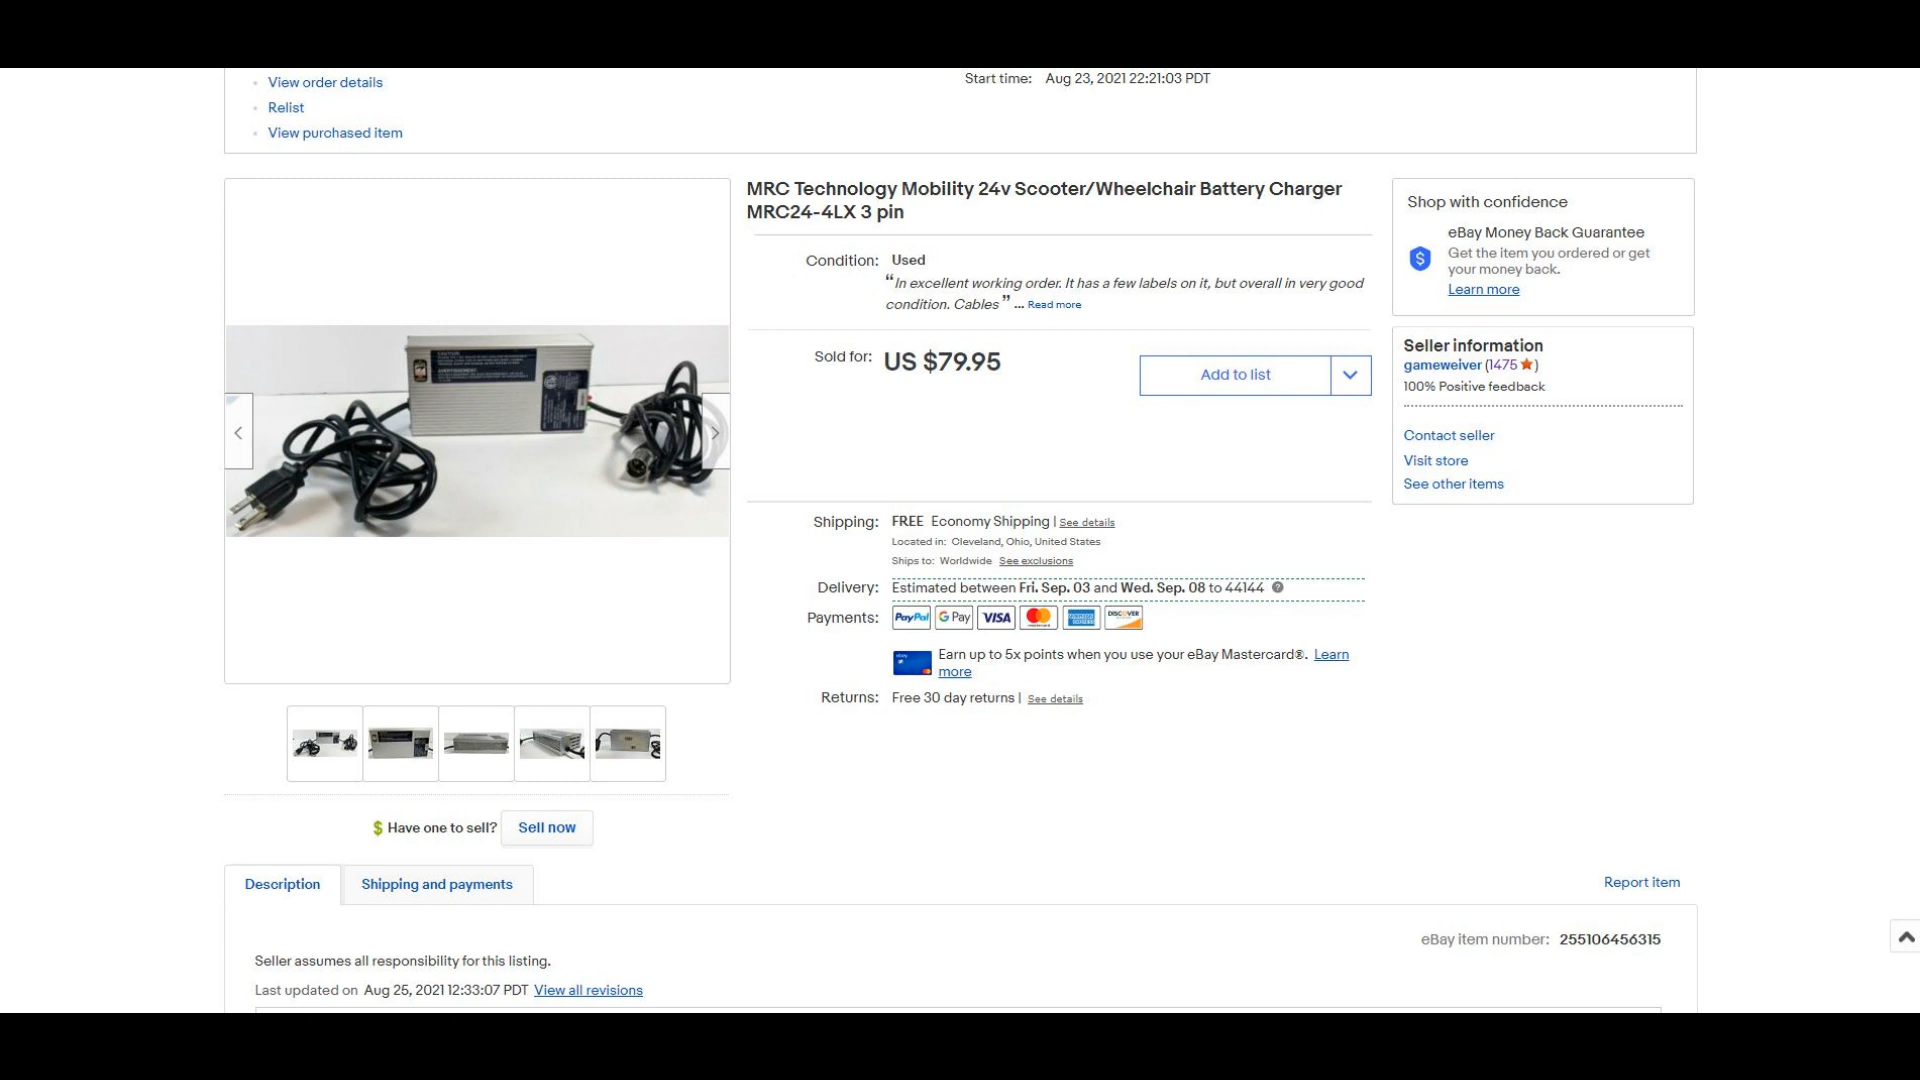 View order details
Start time: Aug 23, 2021 22:21:03 PDT
Relist
View purchased item
MRC Technology Mobility 24v Scooter/Wheelchair Battery Charger
MRC24-4LX 3 pin
Condition: Used
“In excellent working order. It has a few labels on it, but overall in very good
condition. Cables” ... Read more
Sold for: US $79.95
Add to list
Shipping: FREE Economy Shipping | See details
Located in: Cleveland, Ohio, United States
Ships to: Worldwide See exclusions
Delivery: Estimated between Fri. Sep. 03 and Wed. Sep. 08 to 44144
Payments: PayPal G Pay VISA DISCOVER
Earn up to 5x points when you use your eBay Mastercard®. Learn
more
Returns: Free 30 day returns | See details
Shop with confidence
eBay Money Back Guarantee
Get the item you ordered or get
your money back.
Learn more
Seller information
gameweiver (1475)
100% Positive feedback
Contact seller
Visit store
See other items
CAUTION
$ Have one to sell? Sell now
Description
Shipping and payments
Report item
eBay item number: 255106456315
Seller assumes all responsibility for this listing.
Last updated on Aug 25, 2021 12:33:07 PDT View all revisions